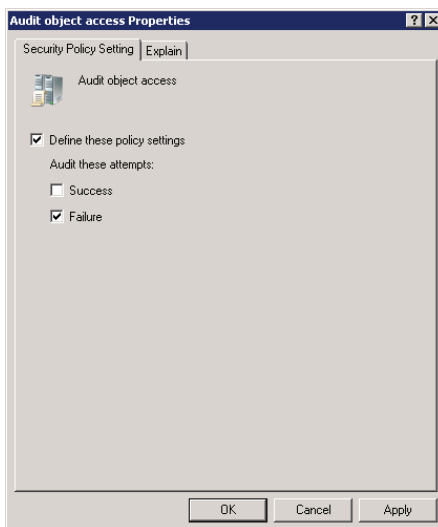 Audit object access Properties
Security Policy Setting Explain
Audit object access
Define these policy settings
Audit these attempts:
Success
Failure
OK Cancel Apply